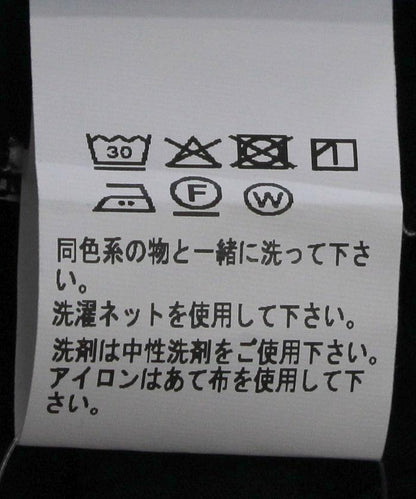 30
F W
同色系の物と一緒に洗って下さ
い。
洗濯ネットを使用して下さい。
洗剤は中性洗剤をご使用下さい。
アイロンはあて布を使用して下
さい。